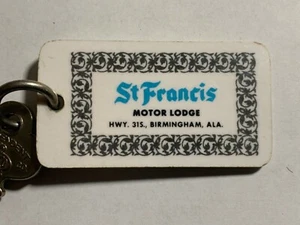 St Francis
MOTOR LODGE
HWY. 31S., BIRMINGHAM, ALA.